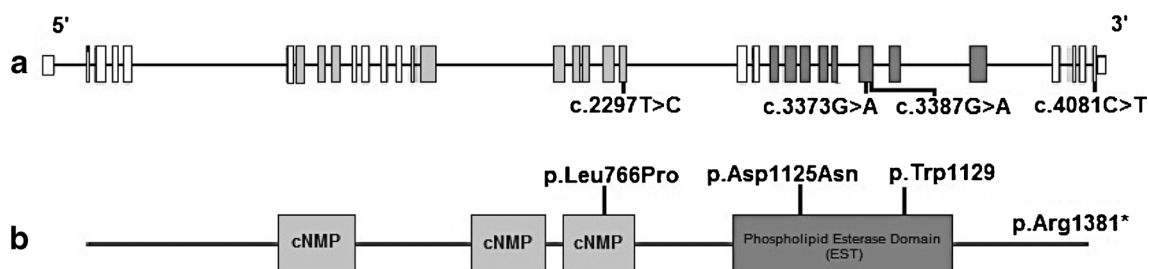 5'
3'
a
c.2297T>C
c.3373G>A
c.3387G>A
c.4081C>T
p.Leu766Pro
p.Asp1125Asn
p.Trp1129
p.Arg1381*
b
cNMP
cNMP
cNMP
Phospholipid Esterase Domain
(EST)